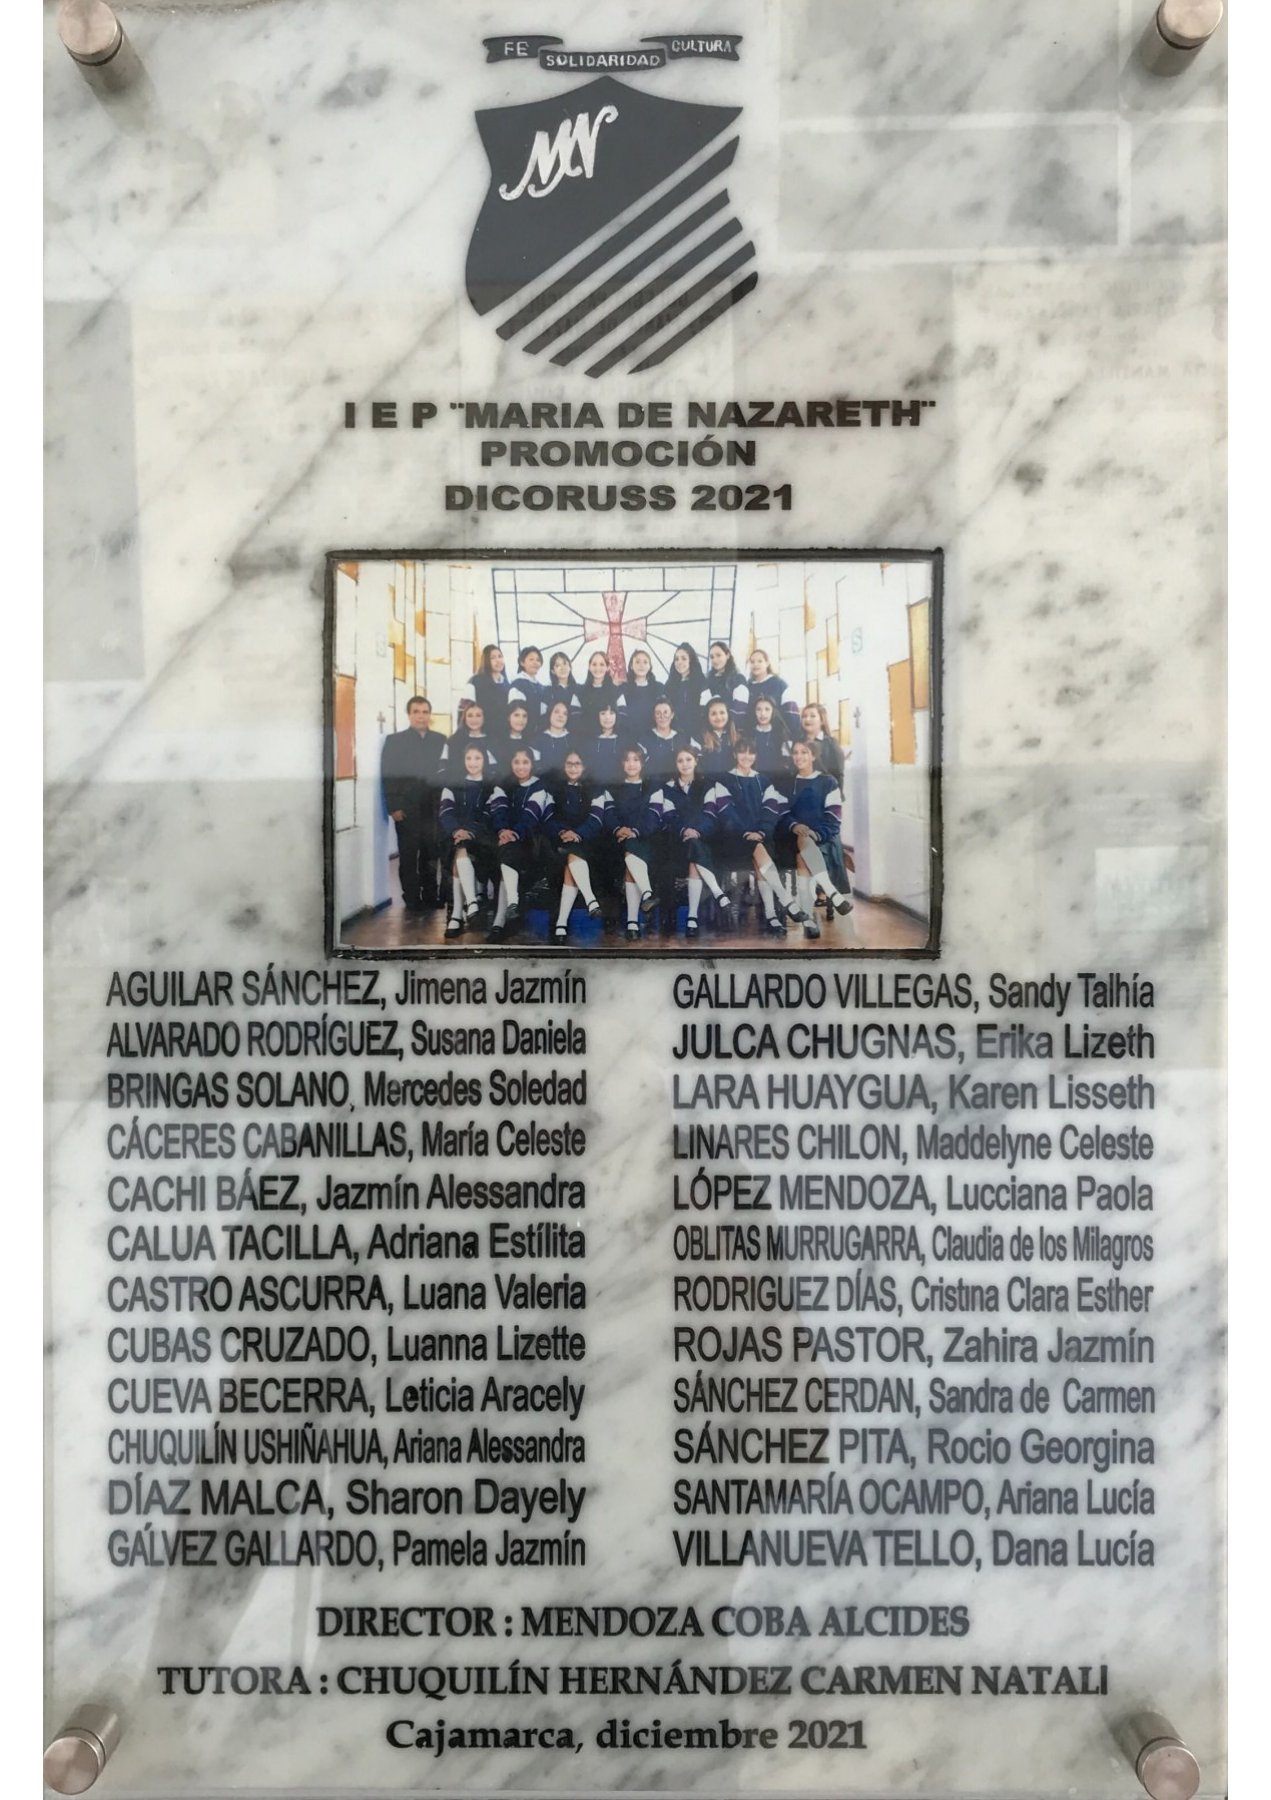 FE SOLIDARIDAD CULTURA
MN
I E P ¨MARIA DE NAZARETH¨
PROMOCIÓN
DICORUSS 2021
AGUILAR SÁNCHEZ, Jimena Jazmín
ALVARADO RODRÍGUEZ, Susana Daniela
BRINGAS SOLANO, Mercedes Soledad
CÁCERES CABANILLAS, María Celeste
CACHI BÁEZ, Jazmín Alessandra
CALUA TACILLA, Adriana Estílita
CASTRO ASCURRA, Luana Valeria
CUBAS CRUZADO, Luanna Lizette
CUEVA BECERRA, Leticia Aracely
CHUQUILÍN USHIÑAHUA, Ariana Alessandra
DÍAZ MALCA, Sharon Dayely
GÁLVEZ GALLARDO, Pamela Jazmín
GALLARDO VILLEGAS, Sandy Talhía
JULCA CHUGNAS, Erika Lizeth
LARA HUAYGUA, Karen Lisseth
LINARES CHILON, Maddelyne Celeste
LÓPEZ MENDOZA, Lucciana Paola
OBLITAS MURRUGARRA, Claudia de los Milagros
RODRIGUEZ DÍAS, Cristina Clara Esther
ROJAS PASTOR, Zahira Jazmín
SÁNCHEZ CERDAN, Sandra de Carmen
SÁNCHEZ PITA, Rocio Georgina
SANTAMARÍA OCAMPO, Ariana Lucía
VILLANUEVA TELLO, Dana Lucía
DIRECTOR : MENDOZA COBA ALCIDES
TUTORA : CHUQUILÍN HERNÁNDEZ CARMEN NATALI
Cajamarca, diciembre 2021